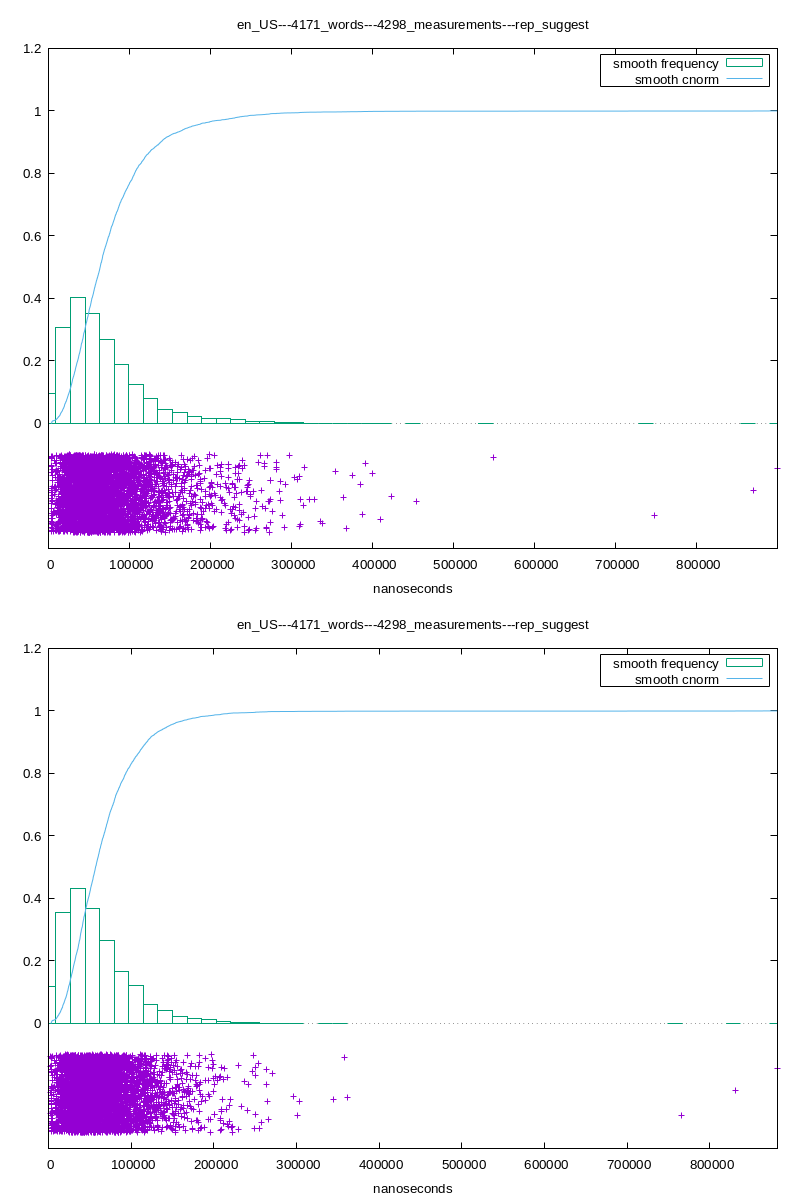 en_US---4171_words---4298_measurements---rep_suggest
1.2
smooth frequency
smooth cnorm
1
0.8
0.6
0.4
0.2
0
0 100000 200000 300000 400000 500000 600000 700000 800000
nanoseconds
en_US---4171_words---4298_measurements---rep_suggest
1.2
smooth frequency
smooth cnorm
1
0.8
0.6
0.4
0.2
0
0 100000 200000 300000 400000 500000 600000 700000 800000
nanoseconds